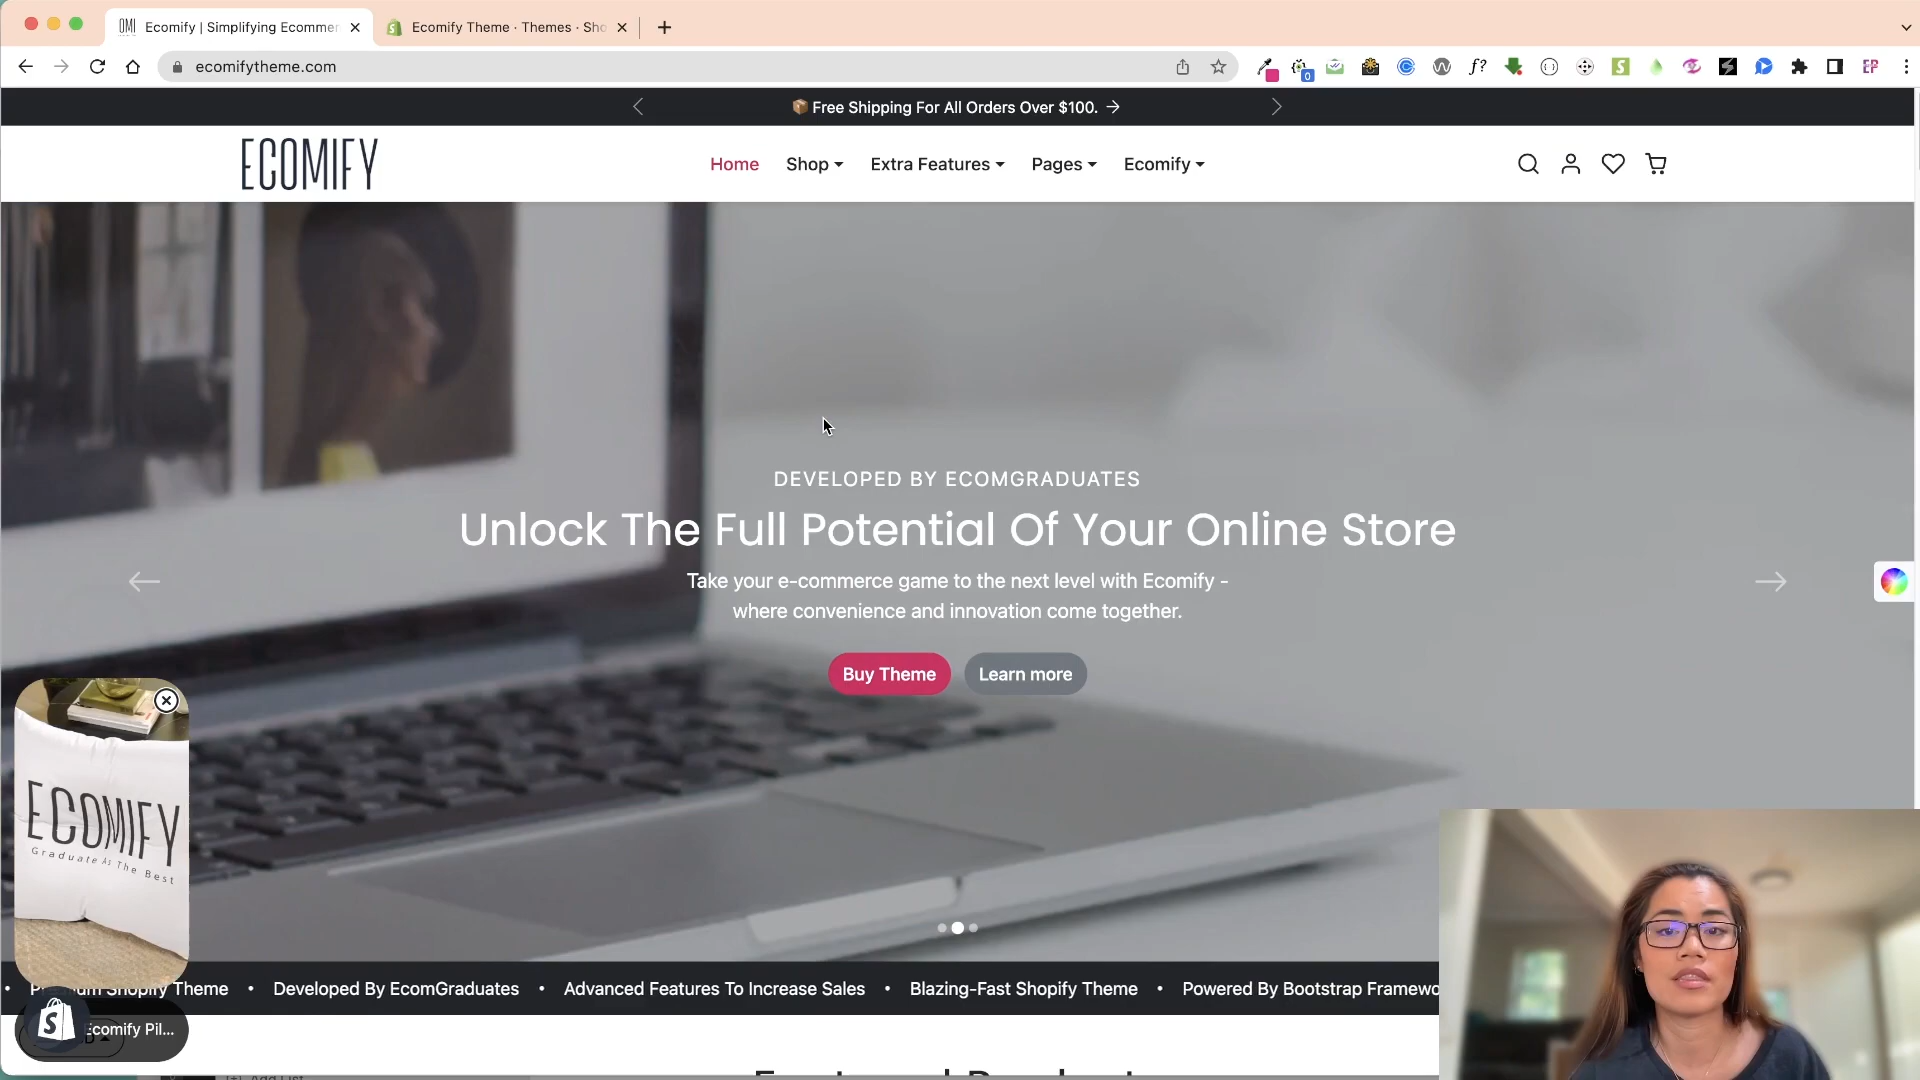 Ecomify | Simplifying Ecommer
Ecomify Theme · Themes · Sho
ecomifytheme.com
Free Shipping For All Orders Over $100. →
ECOMIFY
Home
Shop
Extra Features
Pages
Ecomify
DEVELOPED BY ECOMGRADUATES
Unlock The Full Potential Of Your Online Store
Take your e-commerce game to the next level with Ecomify -
where convenience and innovation come together.
Buy Theme
Learn more
ECOMIFY
Graduate As The Best
Shopify Theme • Developed By EcomGraduates • Advanced Features To Increase Sales • Blazing-Fast Shopify Theme • Powered By Bootstrap Framewo
Ecomify Pil...